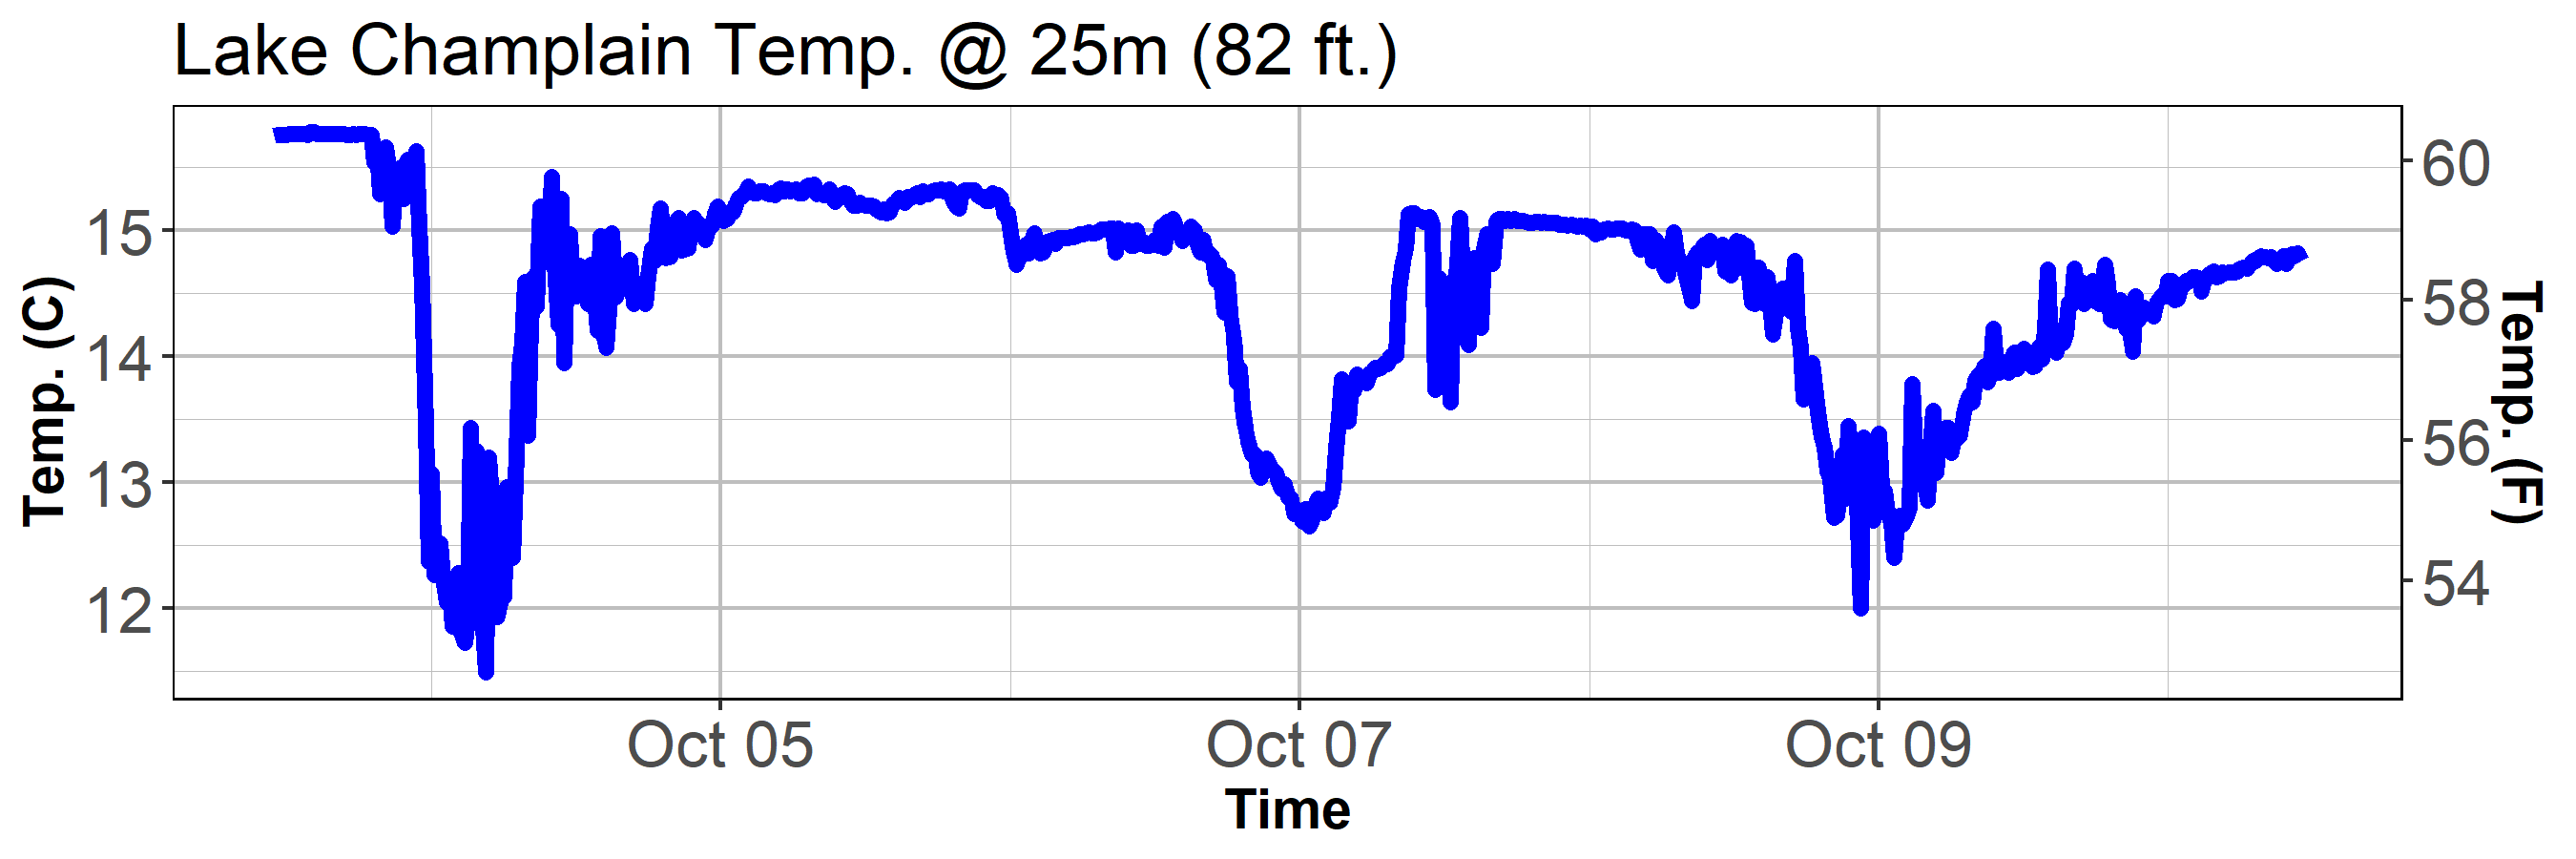 Lake Champlain Temp. @ 25m (82 ft.)
Temp. (C)
15
14
13
12
60
58
56
54
Temp. (F)
Oct 05
Oct 07
Oct 09
Time